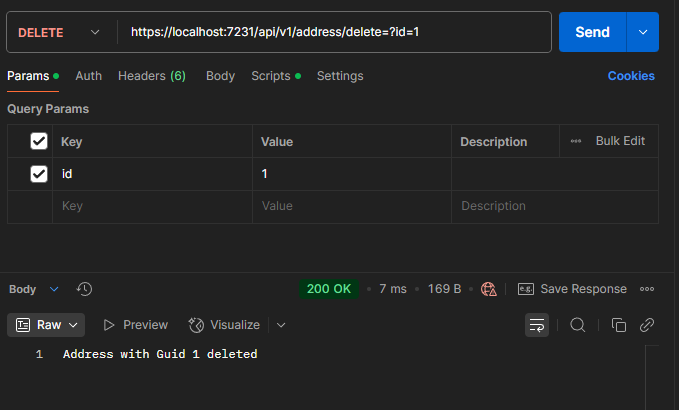 DELETE https://localhost:7231/api/v1/address/delete=?id=1 Send
Params Auth Headers (6) Body Scripts Settings Cookies
Query Params
Key Value Description Bulk Edit
id 1
Key Value Description
Body 200 OK • 7 ms • 169 B e.g. Save Response
Raw Preview Visualize
1 Address with Guid 1 deleted